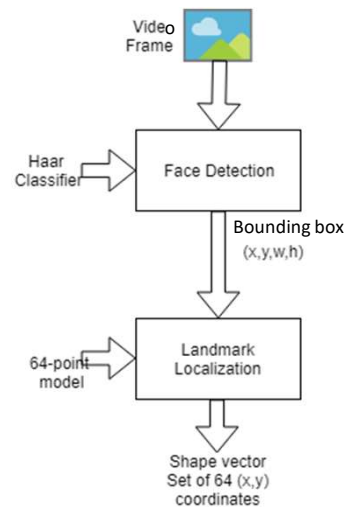 Video
Frame
Haar
Classifier
Face Detection
Bounding box
(x,y,w,h)
64-point
model
Landmark
Localization
Shape vector
Set of 64 (x,y)
coordinates